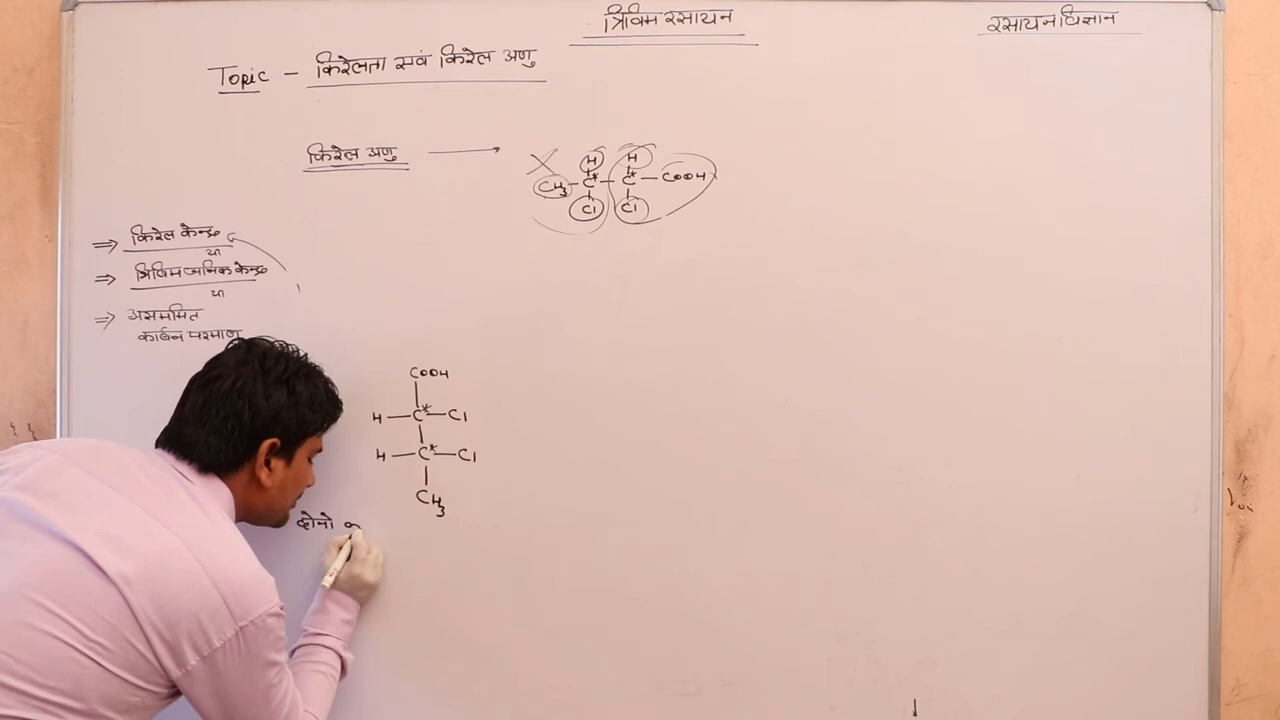 त्रिविम रसायन
रसायन विज्ञान
Topic - किरेलता एवं किरेल अणु
किरेल अणु
H H
CH3-C*-C*-COOH
Cl Cl
⇒ किरेल केन्द्र
या
⇒ त्रिविम जनिक केन्द्र
या
⇒ असममित
कार्बन परमाणु
COOH
H-C*-Cl
H-C*-Cl
CH3
दोनो